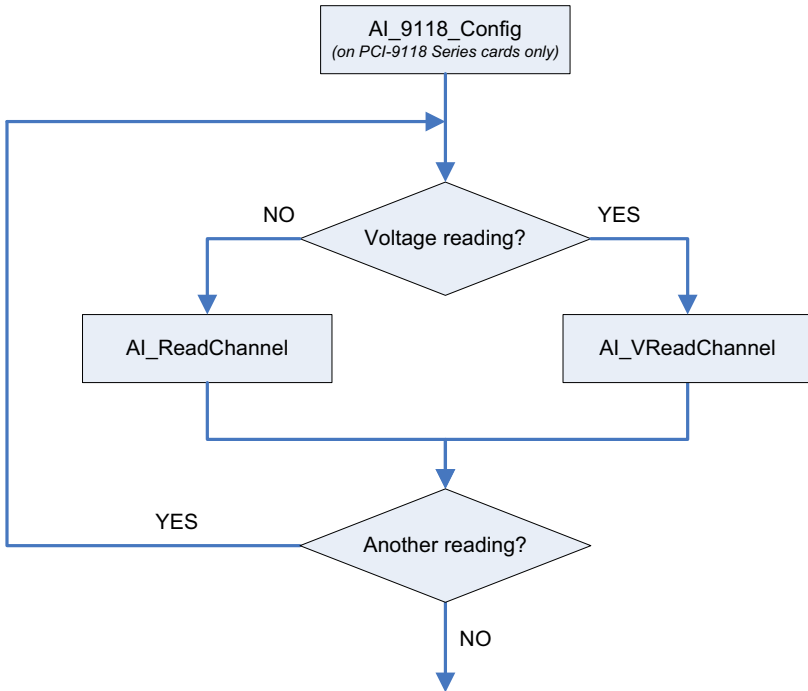 AI_9118_Config
(on PCI-9118 Series cards only)
NO
YES
Voltage reading?
AI_ReadChannel
AI_VReadChannel
YES
Another reading?
NO